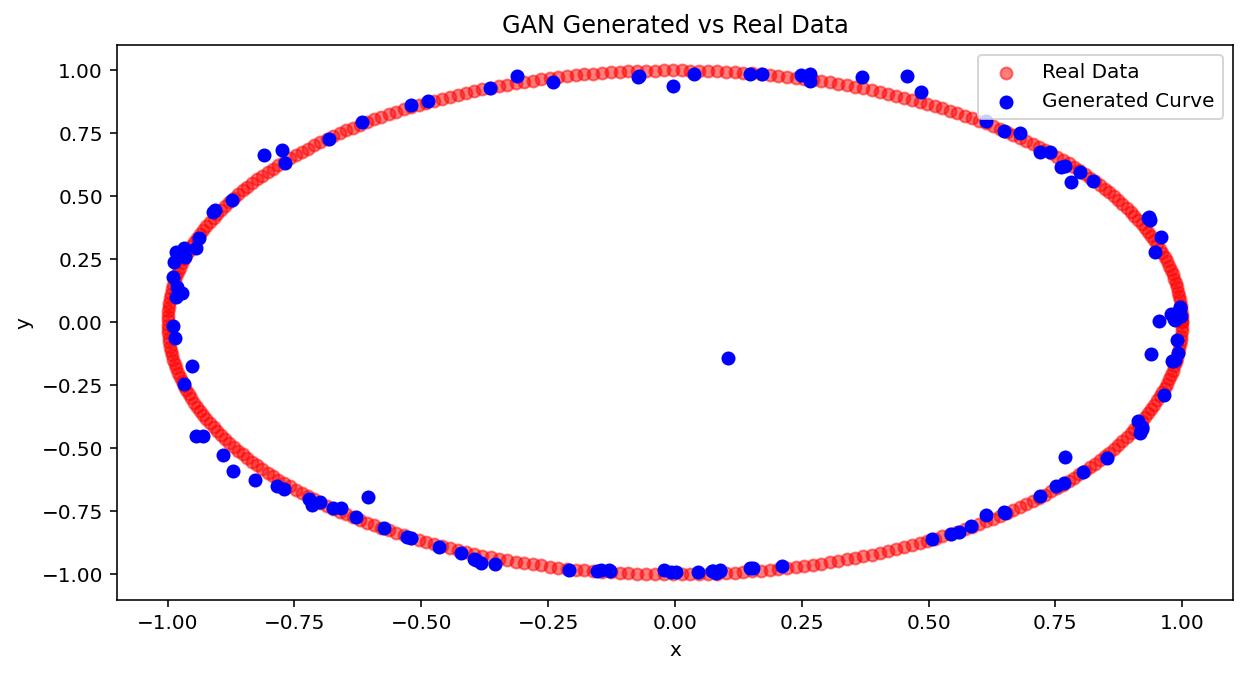 GAN Generated vs Real Data
Real Data
Generated Curve
1.00
0.75
0.50
0.25
0.00
−0.25
−0.50
−0.75
−1.00
y
−1.00 −0.75 −0.50 −0.25 0.00 0.25 0.50 0.75 1.00
x